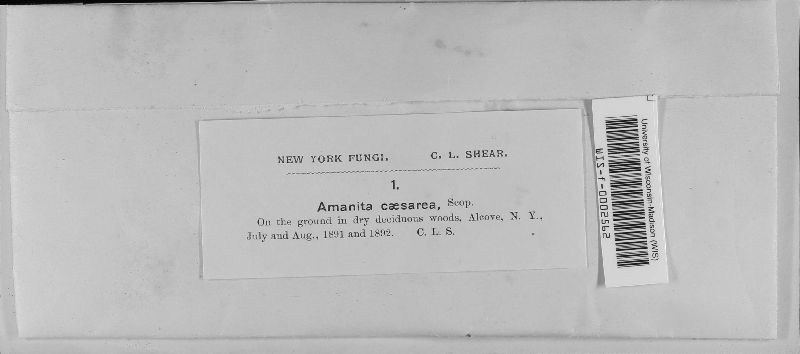 NEW YORK FUNGI. C. L. SHEAR.
1.
Amanita cæsarea, Scop.
On the ground in dry deciduous woods, Alcove, N. Y.,
July and Aug., 1891 and 1892. C. L. S.
University of Wisconsin-Madison (WIS)
WIS-f-0002562